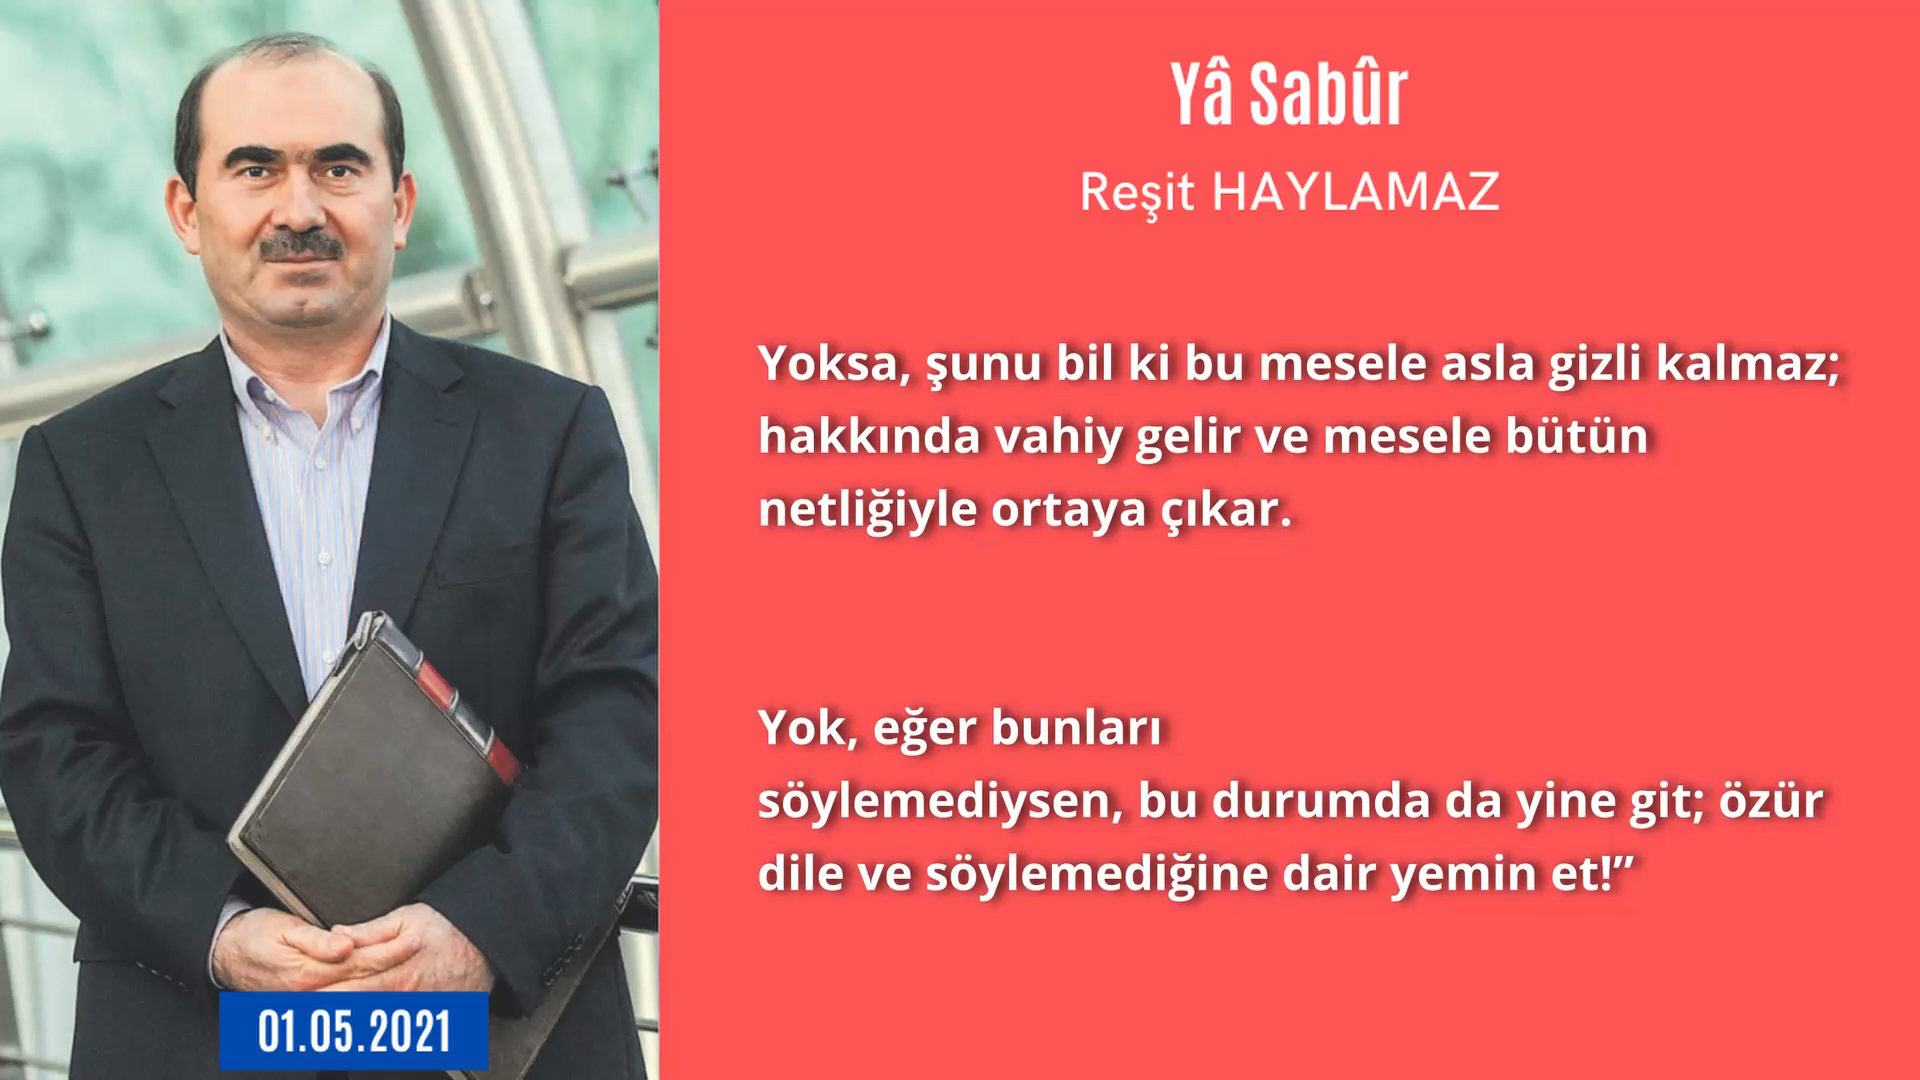 Yâ Sabûr
Reşit HAYLAMAZ
Yoksa, şunu bil ki bu mesele asla gizli kalmaz;
hakkında vahiy gelir ve mesele bütün
netliğiyle ortaya çıkar.
Yok, eğer bunları
söylemediysen, bu durumda da yine git; özür
dile ve söylemediğine dair yemin et!”
01.05.2021